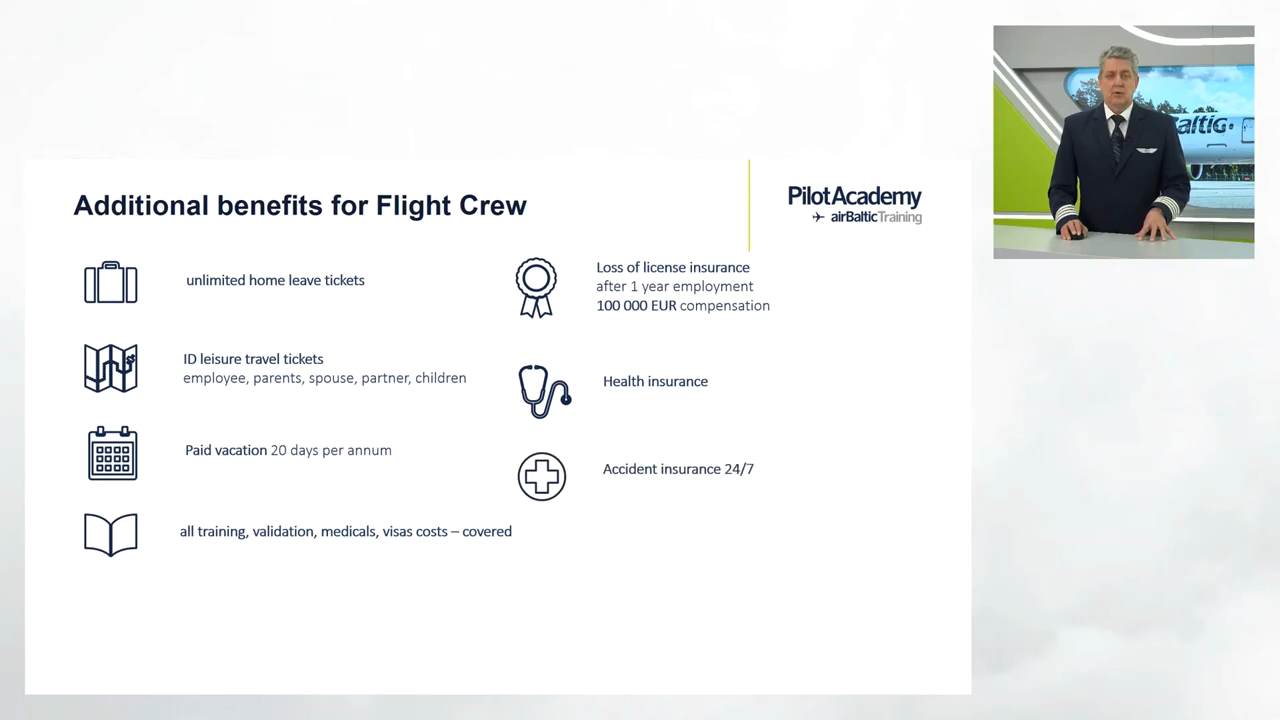 Additional benefits for Flight Crew
PilotAcademy
airBalticTraining
unlimited home leave tickets
ID leisure travel tickets
employee, parents, spouse, partner, children
Paid vacation 20 days per annum
all training, validation, medicals, visas costs – covered
Loss of license insurance
after 1 year employment
100 000 EUR compensation
Health insurance
Accident insurance 24/7
altic